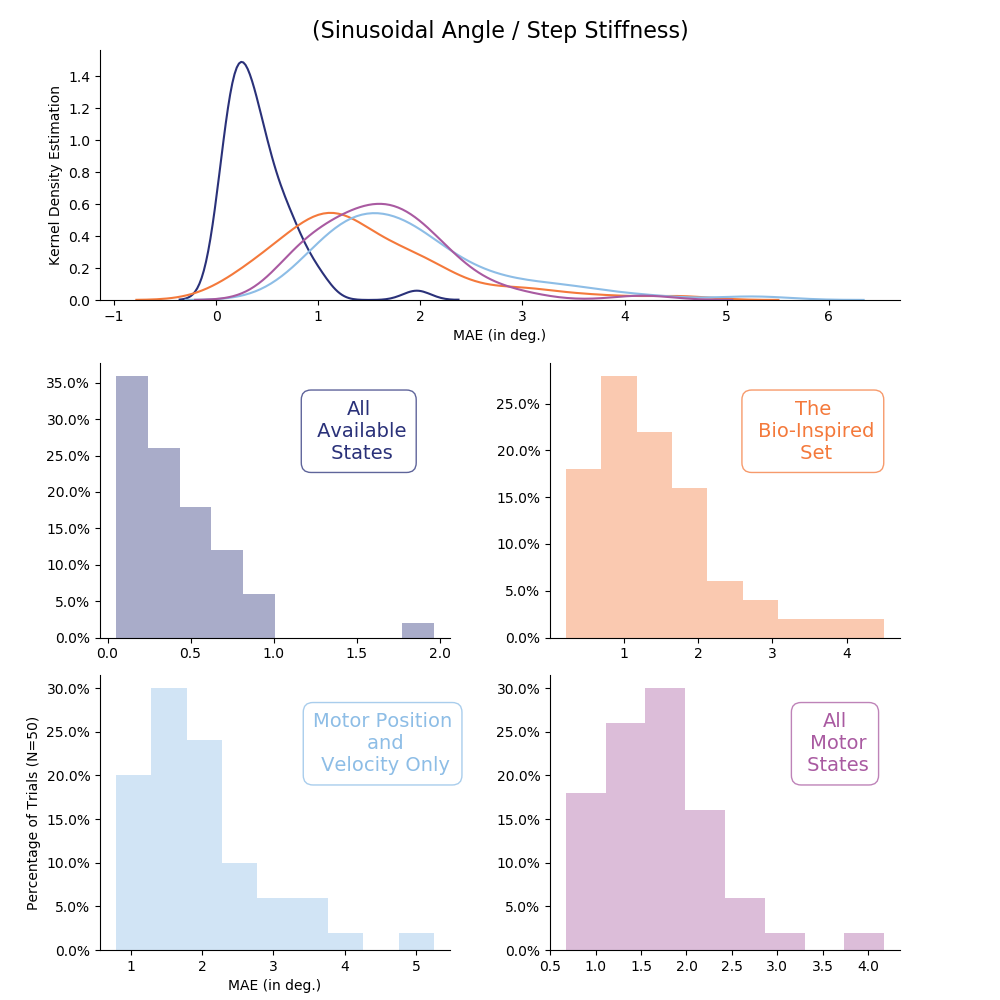 (Sinusoidal Angle / Step Stiffness)
Kernel Density Estimation
1.4
1.2
1.0
0.8
0.6
0.4
0.2
0.0
−1 0 1 2 3 4 5 6
MAE (in deg.)
35.0%
30.0%
25.0%
20.0%
15.0%
10.0%
5.0%
0.0%
0.0 0.5 1.0 1.5 2.0
All
Available
States
25.0%
20.0%
15.0%
10.0%
5.0%
0.0%
1 2 3 4
The
Bio-Inspired
Set
Percentage of Trials (N=50)
30.0%
25.0%
20.0%
15.0%
10.0%
5.0%
0.0%
1 2 3 4 5
MAE (in deg.)
Motor Position
and
Velocity Only
30.0%
25.0%
20.0%
15.0%
10.0%
5.0%
0.0%
0.5 1.0 1.5 2.0 2.5 3.0 3.5 4.0
All
Motor
States